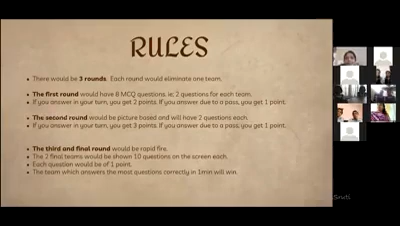 RULES
There would be 3 rounds. Each round would eliminate one team.
The first round would have 8 MCQ questions. ie; 2 questions for each team.
If you answer in your turn, you get 2 points. If you answer due to a pass, you get 1 point.
The second round would be picture based and will have 2 questions each.
If you answer in your turn, you get 3 points. If you answer due to a pass, you get 1 point.
The third and final round would be rapid fire.
The 2 final teams would be shown 10 questions on the screen each.
Each question would be of 1 point.
The team which answers the most questions correctly in 1min will win.